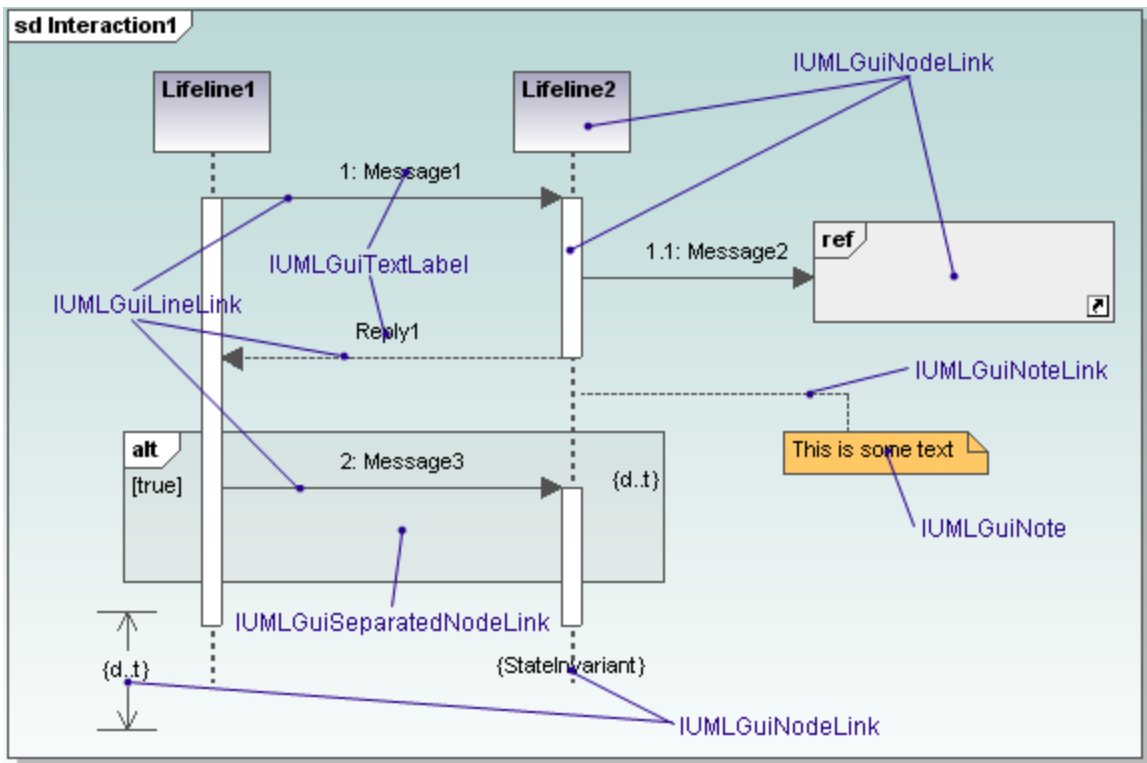 sd Interaction1
IUMLGuiNodeLink
Lifeline1
Lifeline2
1: Message1
ref
1.1: Message2
IUMLGuiTextLabel
IUMLGuiLineLink
Reply1
IUMLGuiNoteLink
alt
This is some text
2: Message3
[true]
{d..t}
IUMLGuiNote
IUMLGuiSeparatedNodeLink
{d..t}
{StateInvariant}
IUMLGuiNodeLink